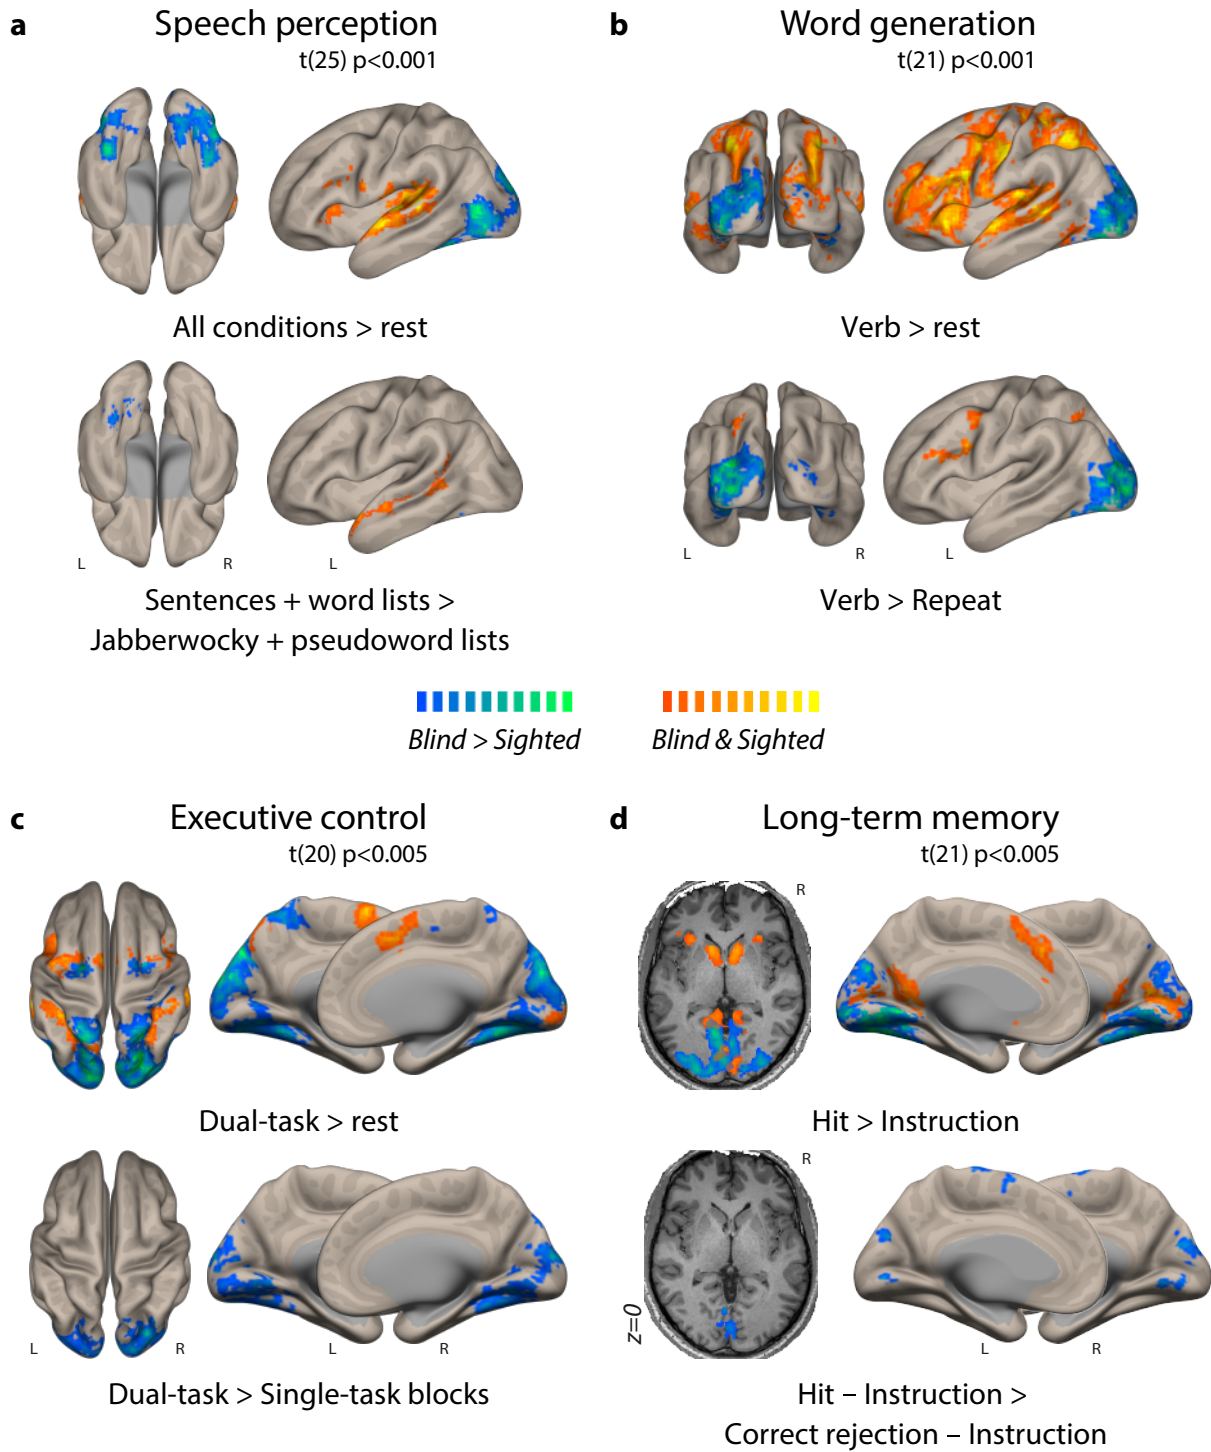 a
Speech perception
t(25) p<0.001
All conditions > rest
L
R
L
Sentences + word lists >
Jabberwocky + pseudoword lists
b
Word generation
t(21) p<0.001
Verb > rest
L
R
L
Verb > Repeat
Blind > Sighted
Blind & Sighted
c
Executive control
t(20) p<0.005
Dual-task > rest
L
R
L
R
Dual-task > Single-task blocks
d
Long-term memory
t(21) p<0.005
R
Hit > Instruction
R
z=0
L
R
Hit – Instruction >
Correct rejection – Instruction